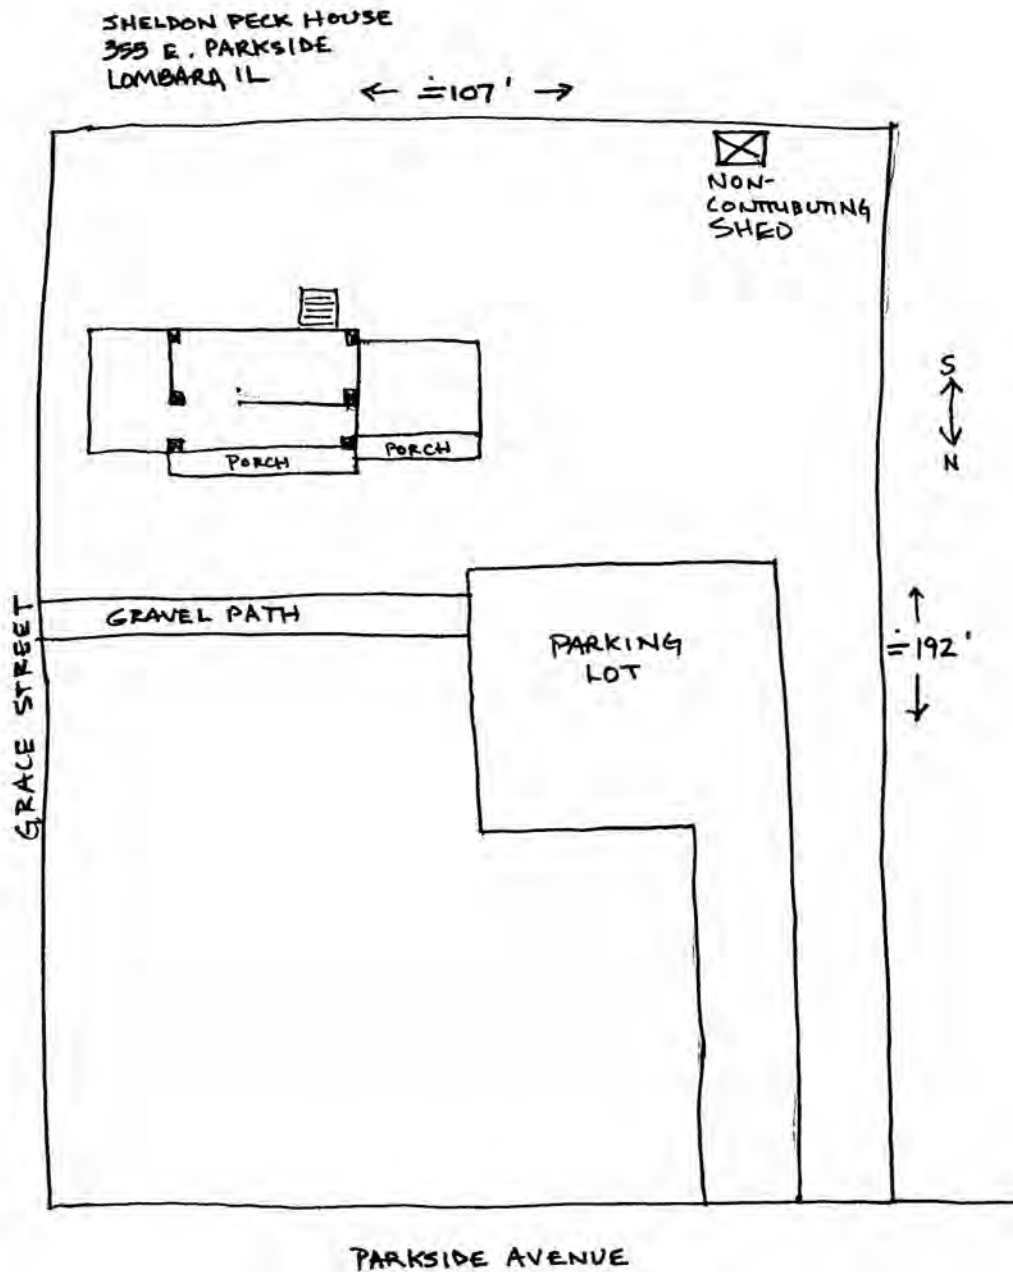 SHELDON PECK HOUSE
355 E. PARKSIDE
LOMBARD, IL
← ≐107' →
NON-
CONTRIBUTING
SHED
S
N
PORCH
PORCH
GRACE STREET
GRAVEL PATH
PARKING
LOT
≐192'
PARKSIDE AVENUE